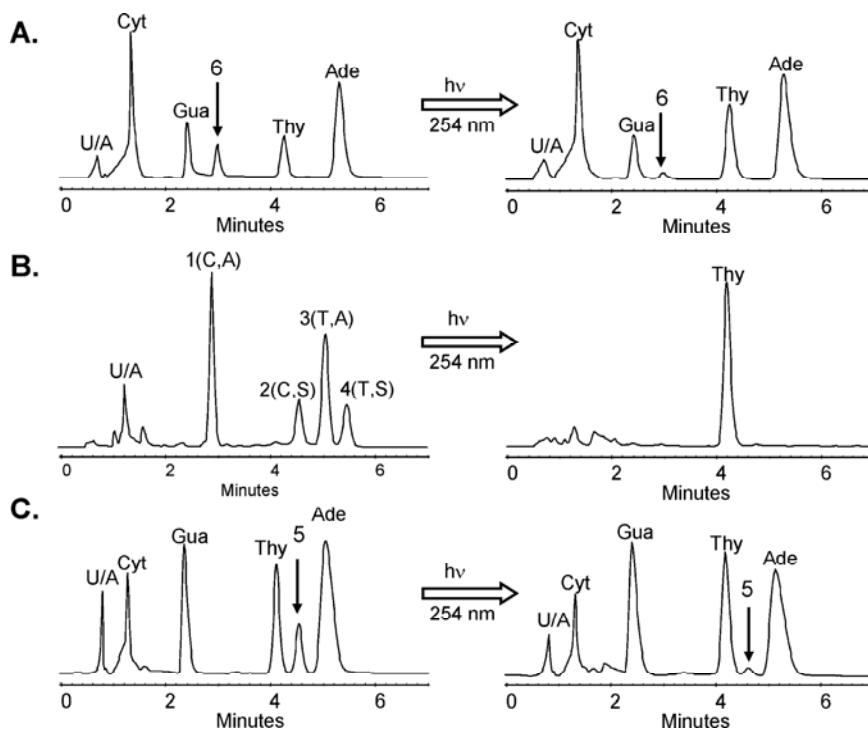 A.
U/A
Cyt
Gua
6
Thy
Ade
0 2 4 6
Minutes
hν
254 nm
U/A
Cyt
Gua
6
Thy
Ade
0 2 4 6
Minutes
B.
U/A
1(C,A)
2(C,S)
3(T,A)
4(T,S)
0 2 4 6
Minutes
hν
254 nm
Thy
0 2 4 6
Minutes
C.
U/A
Cyt
Gua
Thy
5
Ade
0 2 4 6
Minutes
hν
254 nm
U/A
Cyt
Gua
Thy
5
Ade
0 2 4 6
Minutes